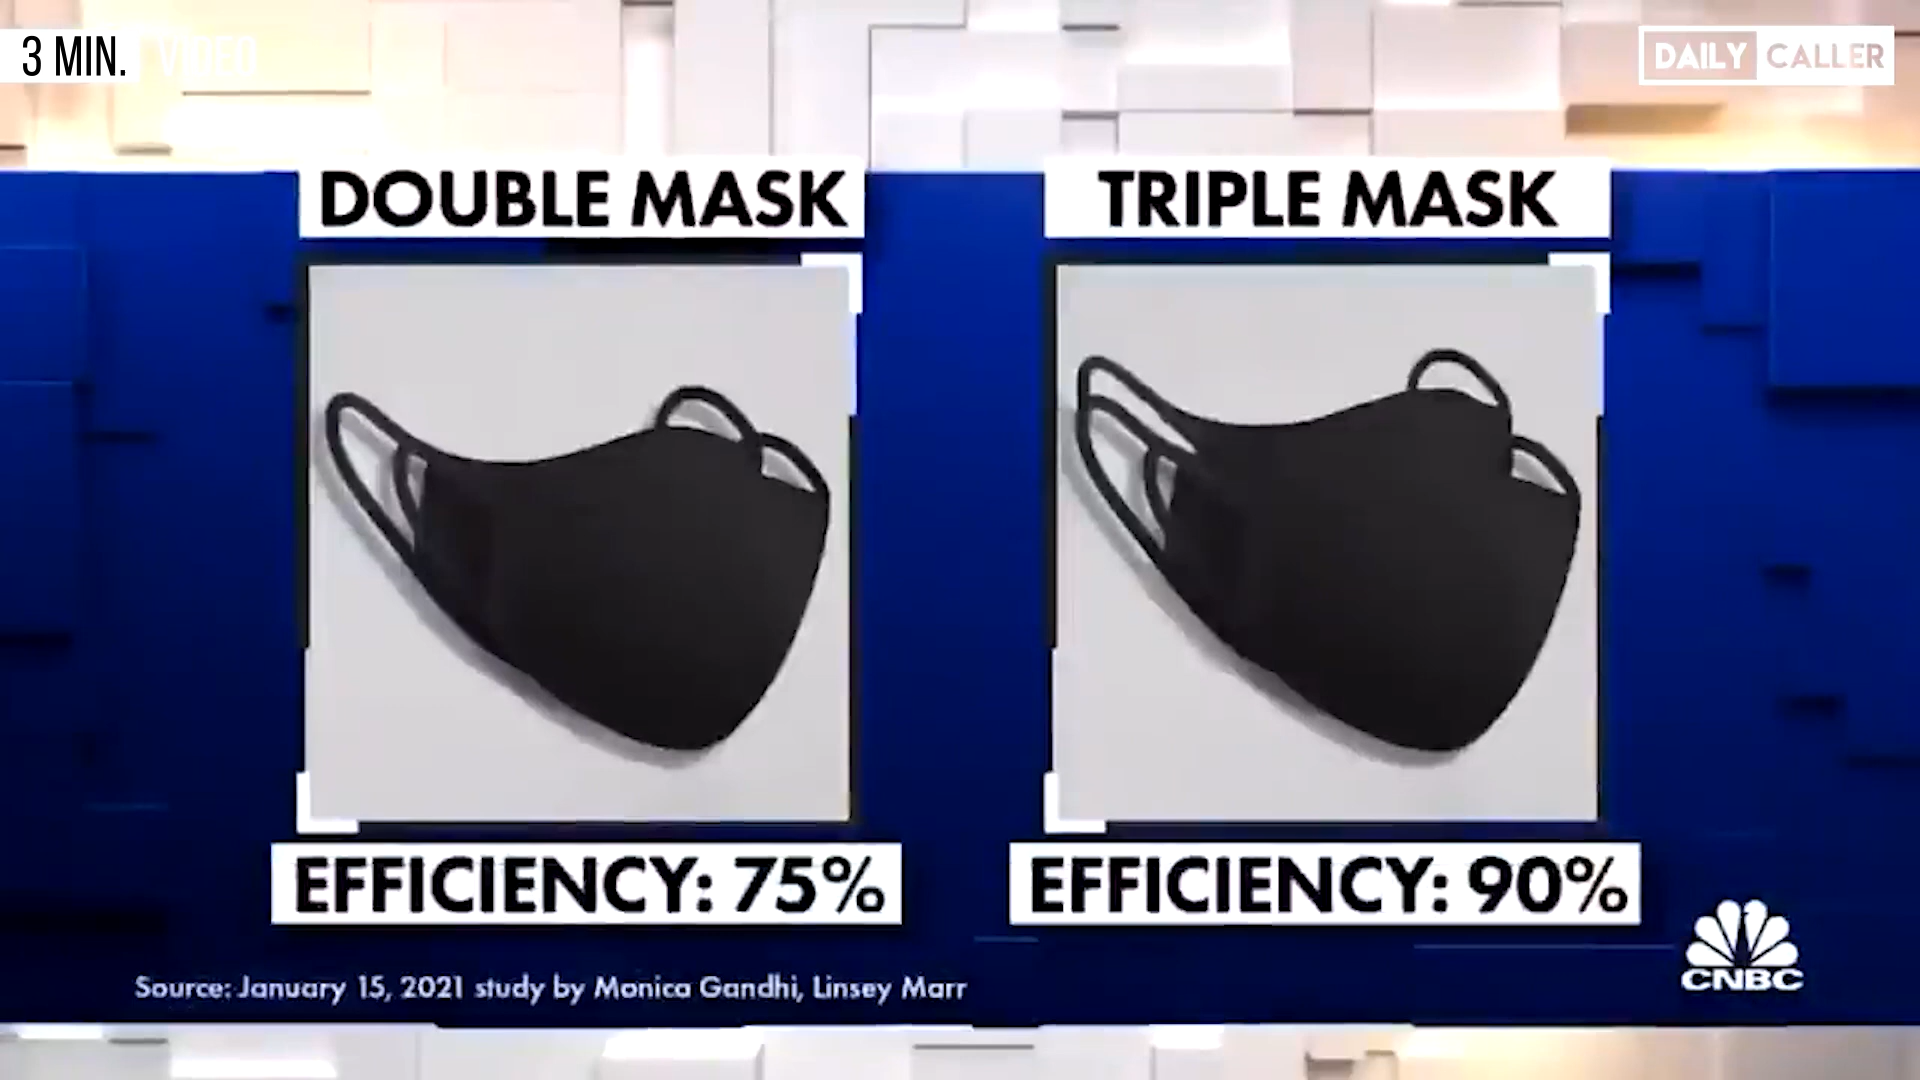 3 MIN. VIDEO
DAILY CALLER
DOUBLE MASK
TRIPLE MASK
EFFICIENCY: 75%
EFFICIENCY: 90%
Source: January 15, 2021 study by Monica Gandhi, Linsey Marr
CNBC